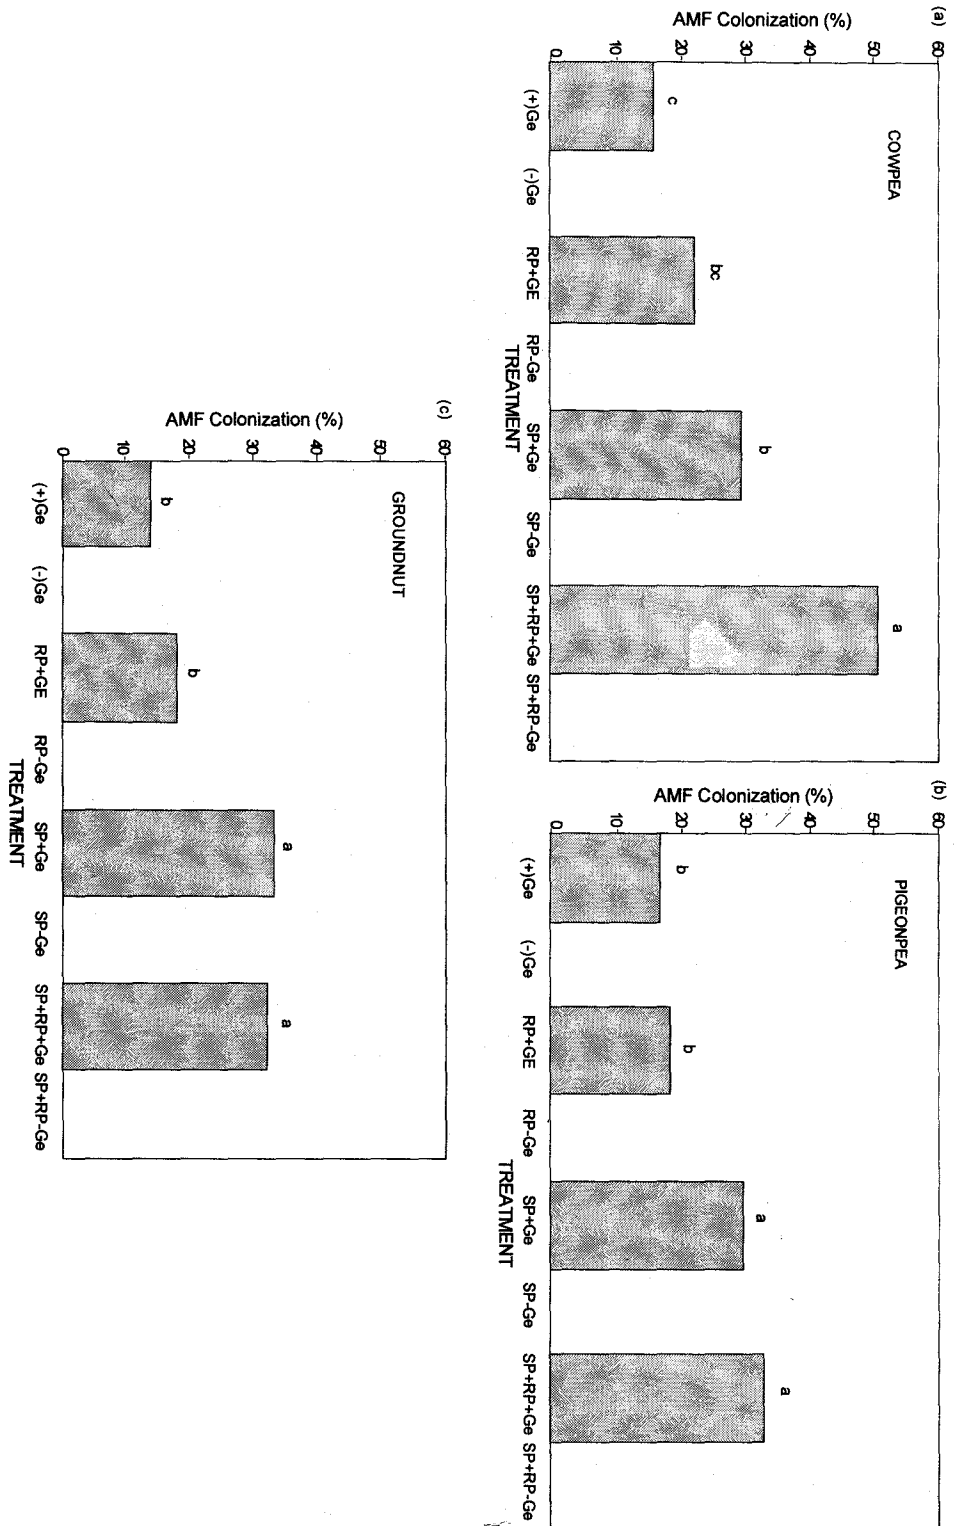 (a)
COWPEA
AMF Colonization (%)
60
50
40
30
20
10
0
c
bc
b
a
(+)Ge (-)Ge RP+GE RP-Ge SP+Ge SP-Ge SP+RP+Ge SP+RP-Ge
TREATMENT
(b)
PIGEONPEA
AMF Colonization (%)
60
50
40
30
20
10
0
b
b
a
a
(+)Ge (-)Ge RP+GE RP-Ge SP+Ge SP-Ge SP+RP+Ge SP+RP-Ge
TREATMENT
(c)
GROUNDNUT
AMF Colonization (%)
60
50
40
30
20
10
0
b
b
a
a
(+)Ge (-)Ge RP+GE RP-Ge SP+Ge SP-Ge SP+RP+Ge SP+RP-Ge
TREATMENT